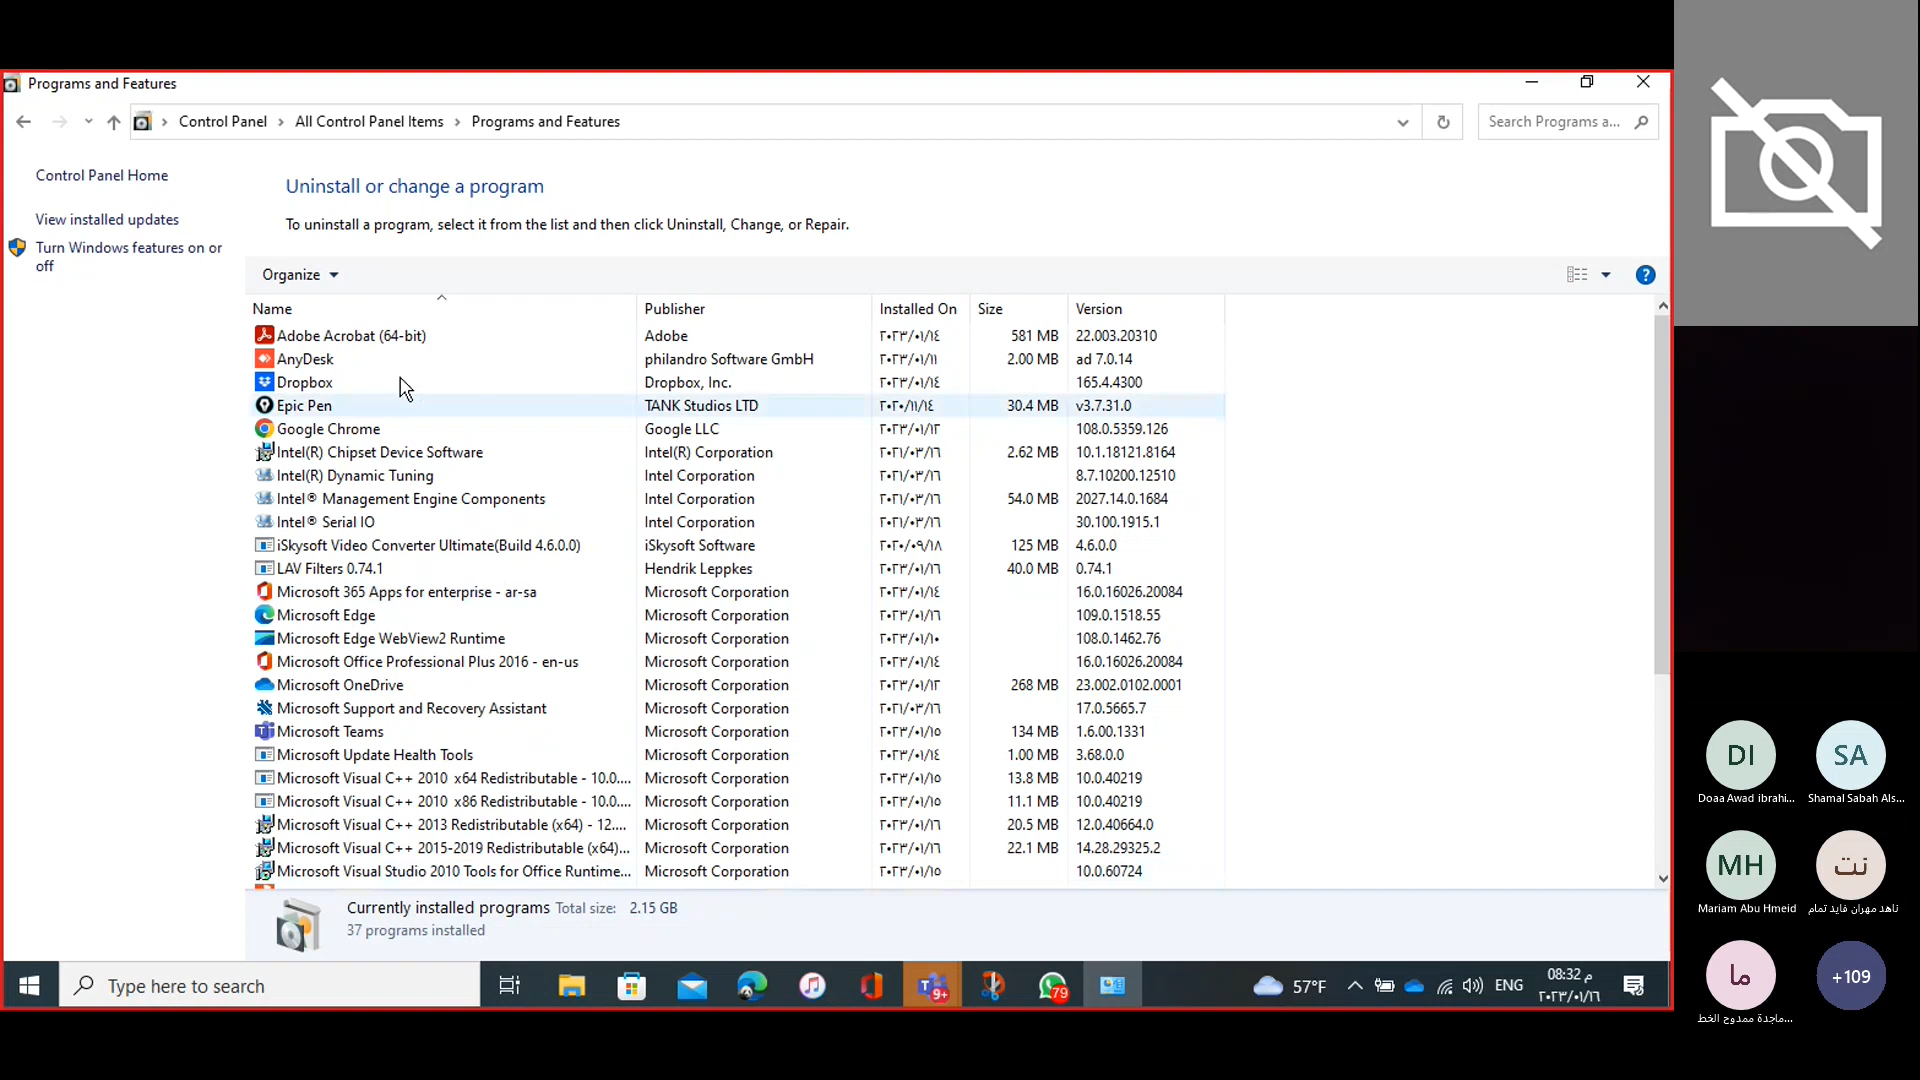 Programs and Features
Control Panel > All Control Panel Items > Programs and Features
Search Programs a...
Control Panel Home
View installed updates
Turn Windows features on or
off
Uninstall or change a program
To uninstall a program, select it from the list and then click Uninstall, Change, or Repair.
Organize
Name Publisher Installed On Size Version
Adobe Acrobat (64-bit) Adobe ٢٠٢٣/٠١/١٤ 581 MB 22.003.20310
AnyDesk philandro Software GmbH ٢٠٢٣/٠١/١١ 2.00 MB ad 7.0.14
Dropbox Dropbox, Inc. ٢٠٢٣/٠١/١٤ 165.4.4300
Epic Pen TANK Studios LTD ٢٠٢٠/١١/١٤ 30.4 MB v3.7.31.0
Google Chrome Google LLC ٢٠٢٣/٠١/١٢ 108.0.5359.126
Intel(R) Chipset Device Software Intel(R) Corporation ٢٠٢١/٠٣/١٦ 2.62 MB 10.1.18121.8164
Intel(R) Dynamic Tuning Intel Corporation ٢٠٢١/٠٣/١٦ 8.7.10200.12510
Intel® Management Engine Components Intel Corporation ٢٠٢١/٠٣/١٦ 54.0 MB 2027.14.0.1684
Intel® Serial IO Intel Corporation ٢٠٢١/٠٣/١٦ 30.100.1915.1
iSkysoft Video Converter Ultimate(Build 4.6.0.0) iSkysoft Software ٢٠٢٠/٠٩/١٨ 125 MB 4.6.0.0
LAV Filters 0.74.1 Hendrik Leppkes ٢٠٢٣/٠١/١٦ 40.0 MB 0.74.1
Microsoft 365 Apps for enterprise - ar-sa Microsoft Corporation ٢٠٢٣/٠١/١٤ 16.0.16026.20084
Microsoft Edge Microsoft Corporation ٢٠٢٣/٠١/١٦ 109.0.1518.55
Microsoft Edge WebView2 Runtime Microsoft Corporation ٢٠٢٣/٠١/١٠ 108.0.1462.76
Microsoft Office Professional Plus 2016 - en-us Microsoft Corporation ٢٠٢٣/٠١/١٤ 16.0.16026.20084
Microsoft OneDrive Microsoft Corporation ٢٠٢٣/٠١/١٢ 268 MB 23.002.0102.0001
Microsoft Support and Recovery Assistant Microsoft Corporation ٢٠٢١/٠٣/١٦ 17.0.5665.7
Microsoft Teams Microsoft Corporation ٢٠٢٣/٠١/١٥ 134 MB 1.6.00.1331
Microsoft Update Health Tools Microsoft Corporation ٢٠٢٣/٠١/١٤ 1.00 MB 3.68.0.0
Microsoft Visual C++ 2010 x64 Redistributable - 10.0.... Microsoft Corporation ٢٠٢٣/٠١/١٥ 13.8 MB 10.0.40219
Microsoft Visual C++ 2010 x86 Redistributable - 10.0.... Microsoft Corporation ٢٠٢٣/٠١/١٥ 11.1 MB 10.0.40219
Microsoft Visual C++ 2013 Redistributable (x64) - 12.... Microsoft Corporation ٢٠٢٣/٠١/١٦ 20.5 MB 12.0.40664.0
Microsoft Visual C++ 2015-2019 Redistributable (x64)... Microsoft Corporation ٢٠٢٣/٠١/١٦ 22.1 MB 14.28.29325.2
Microsoft Visual Studio 2010 Tools for Office Runtime... Microsoft Corporation ٢٠٢٣/٠١/١٥ 10.0.60724
Currently installed programs Total size: 2.15 GB
37 programs installed
Type here to search
9+
79
57°F
ENG
08:32 م
٢٠٢٣/٠١/١٦
DI
Doaa Awad ibrahi...
SA
Shamal Sabah Als...
MH
Mariam Abu Hmeid
نت
ناهد مهران فايد تمام
ما
ماجدة ممدوح الخط...
+109